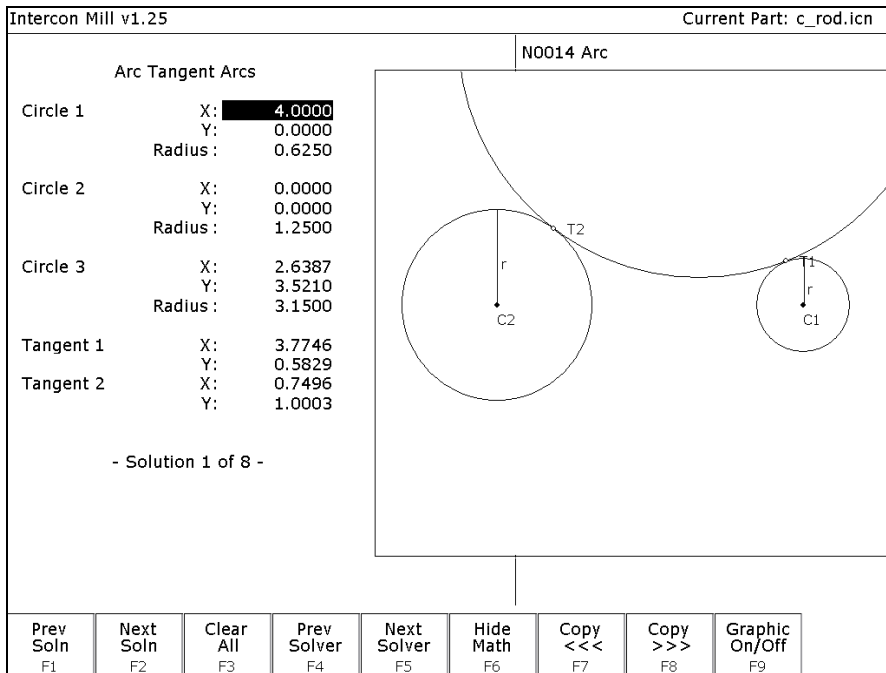 Intercon Mill v1.25 Current Part: c_rod.icn
N0014 Arc
Arc Tangent Arcs
Circle 1 X: 4.0000
Y: 0.0000
Radius : 0.6250
Circle 2 X: 0.0000
Y: 0.0000
Radius : 1.2500
Circle 3 X: 2.6387
Y: 3.5210
Radius : 3.1500
Tangent 1 X: 3.7746
Y: 0.5829
Tangent 2 X: 0.7496
Y: 1.0003
- Solution 1 of 8 -
T2
T1
r
r
C2
C1
Prev Soln F1
Next Soln F2
Clear All F3
Prev Solver F4
Next Solver F5
Hide Math F6
Copy <<< F7
Copy >>> F8
Graphic On/Off F9